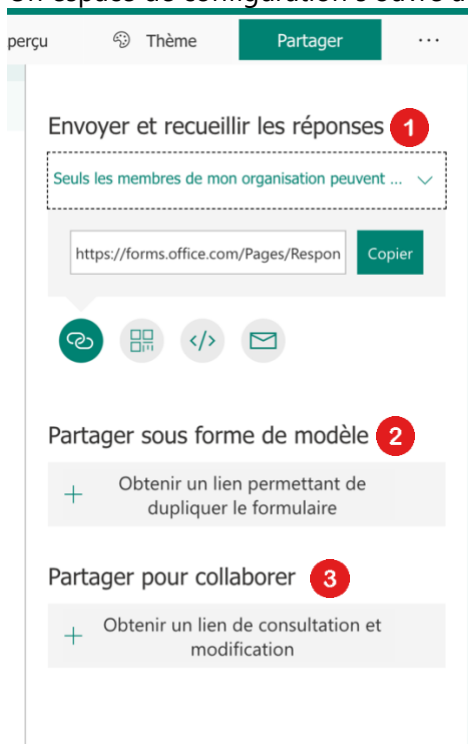 perçu Thème Partager ...
Envoyer et recueillir les réponses 1
Seuls les membres de mon organisation peuvent ...
https://forms.office.com/Pages/Respon Copier
</>
Partager sous forme de modèle 2
+ Obtenir un lien permettant de
dupliquer le formulaire
Partager pour collaborer 3
+ Obtenir un lien de consultation et
modification